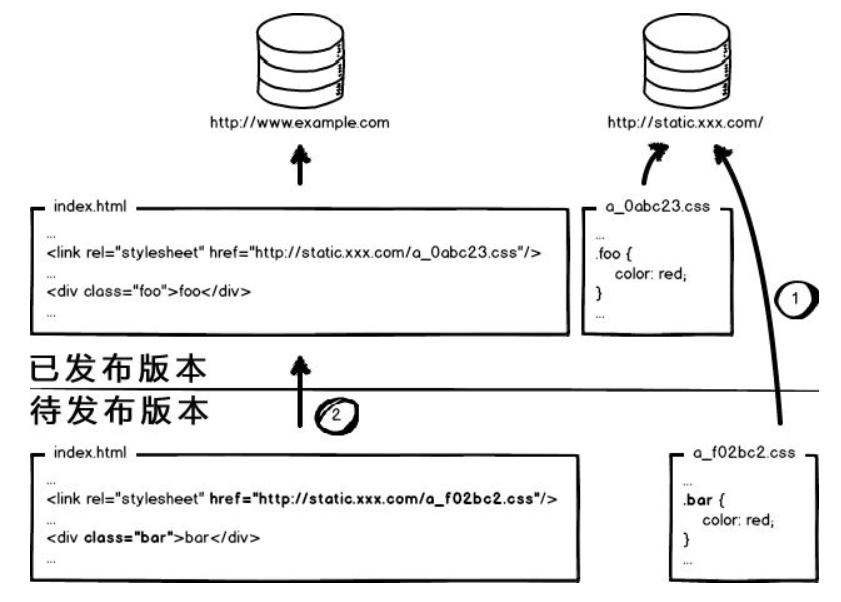 http://www.example.com
http://static.xxx.com/
index.html
...
<link rel="stylesheet" href="http://static.xxx.com/a_0abc23.css"/>
...
<div class="foo">foo</div>
...
a_0abc23.css
...
.foo {
color: red;
}
...
1
已发布版本
待发布版本
2
index.html
...
<link rel="stylesheet" href="http://static.xxx.com/a_f02bc2.css"/>
...
<div class="bar">bar</div>
...
a_f02bc2.css
...
.bar {
color: red;
}
...